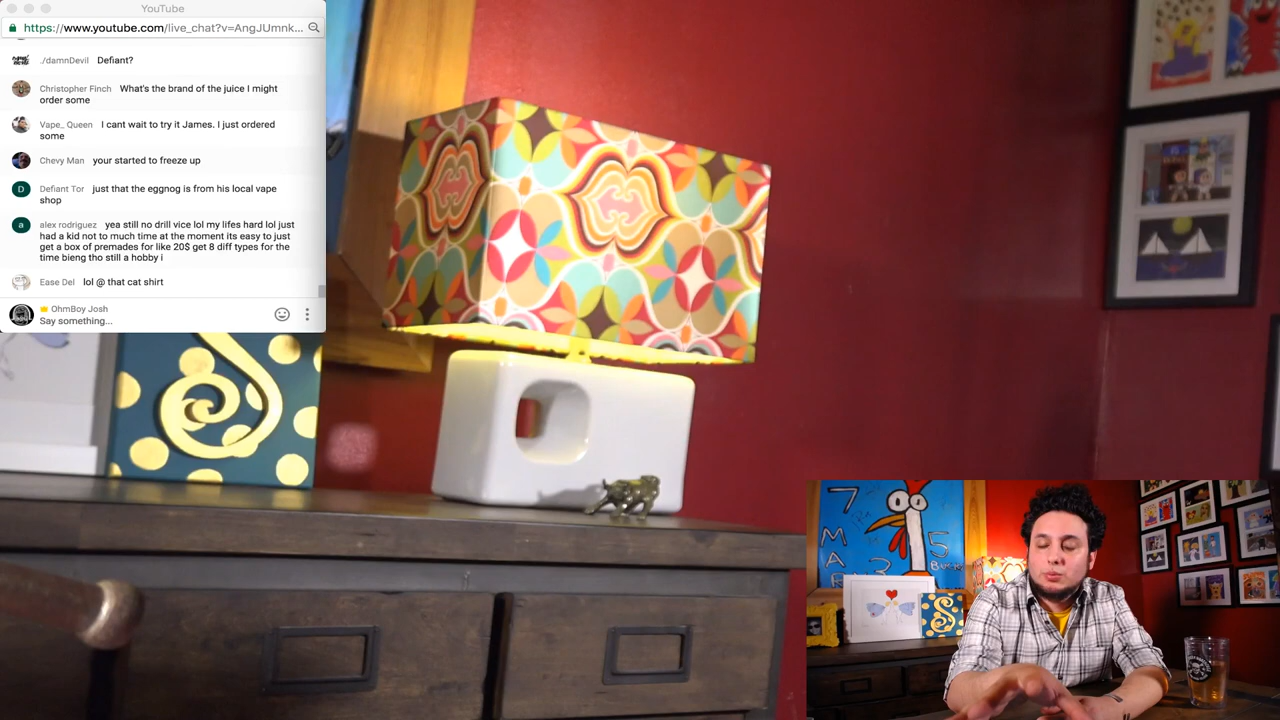 YouTube
https://www.youtube.com/live_chat?v=AngJUmnk...
./damnDevil Defiant?
Christopher Finch What's the brand of the juice I might
order some
Vape_ Queen I cant wait to try it James. I just ordered
some
Chevy Man your started to freeze up
D Defiant Tor just that the eggnog is from his local vape
shop
a alex rodriguez yea still no drill vice lol my lifes hard lol just
had a kid not to much time at the moment its easy to just
get a box of premades for like 20$ get 8 diff types for the
time bieng tho still a hobby i
Ease Del lol @ that cat shirt
OhmBoy Josh
Say something...
S
7
MAR
35
S